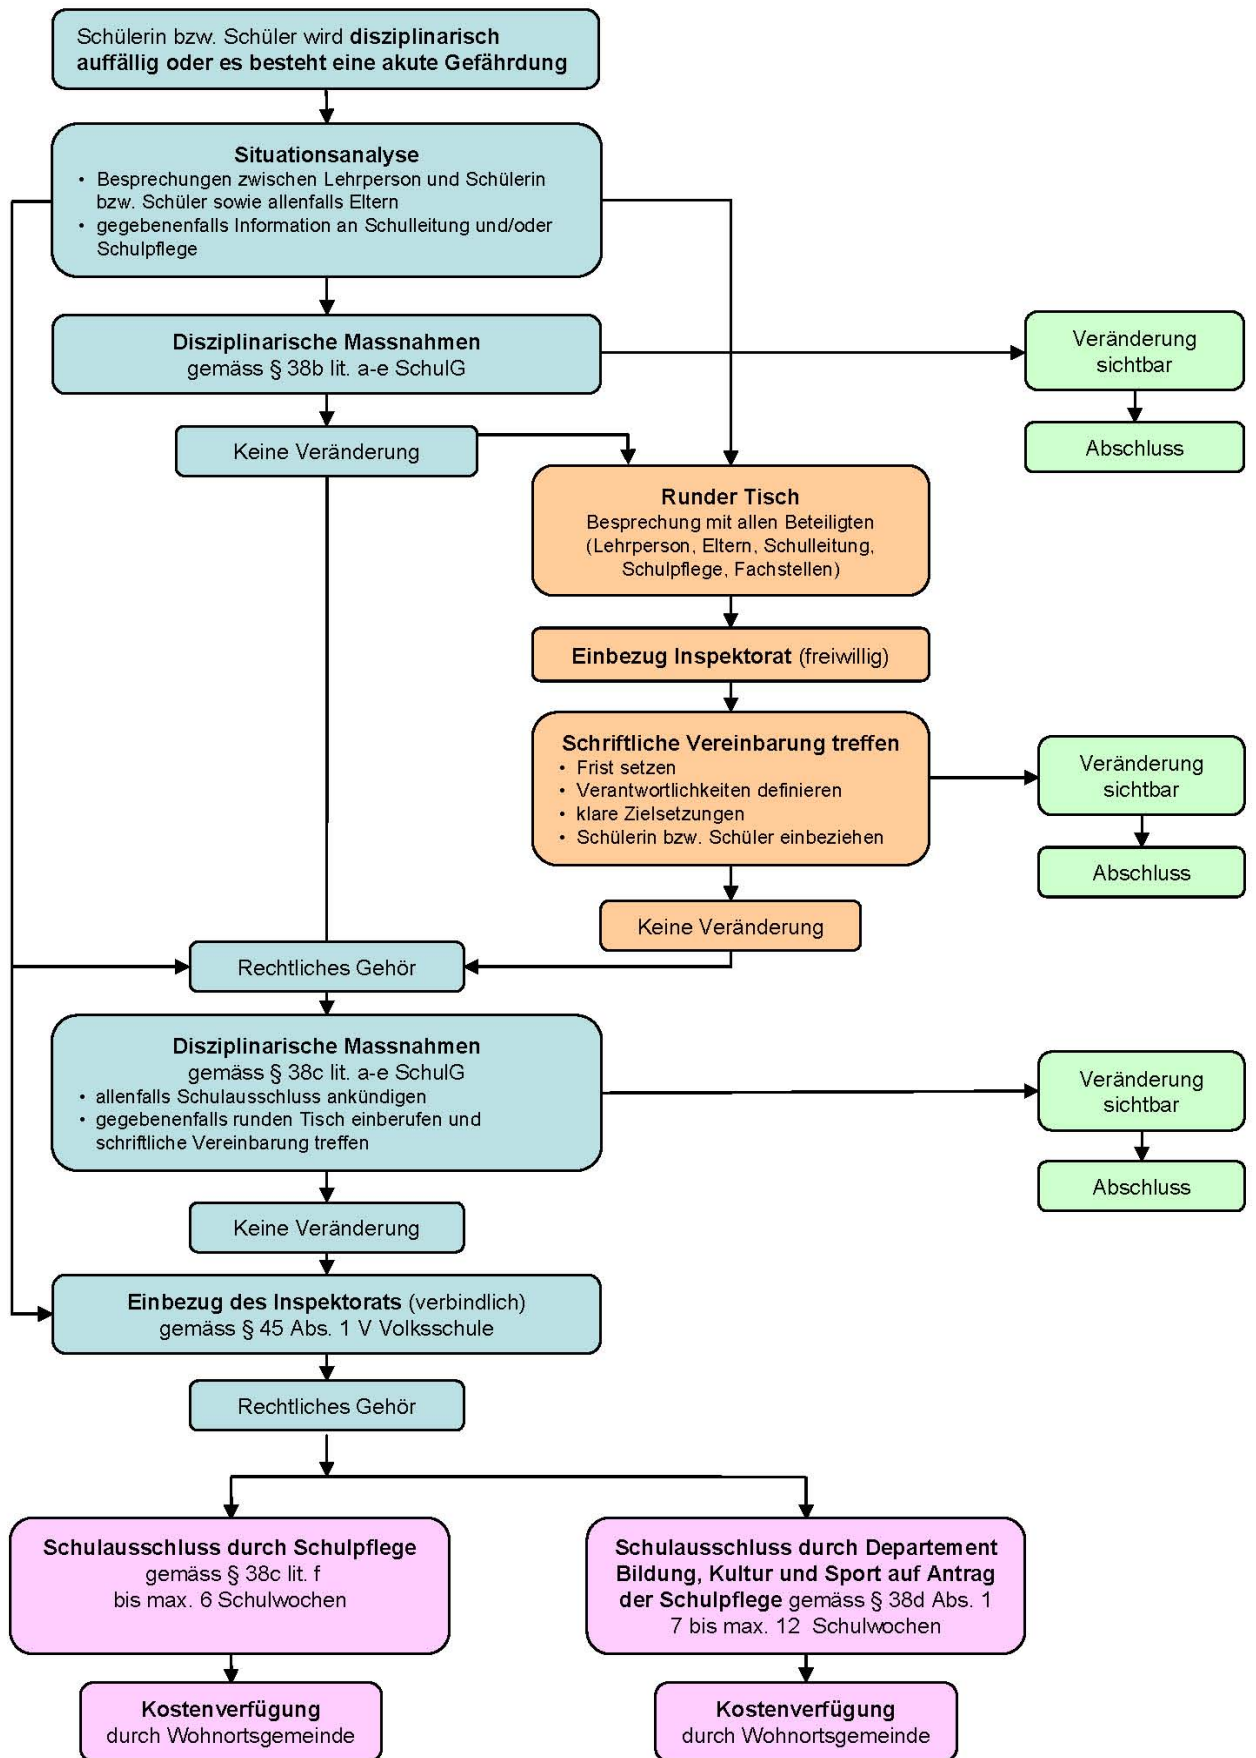 Schülerin bzw. Schüler wird disziplinarisch
auffällig oder es besteht eine akute Gefährdung
Situationsanalyse
• Besprechungen zwischen Lehrperson und Schülerin
bzw. Schüler sowie allenfalls Eltern
• gegebenenfalls Information an Schulleitung und/oder
Schulpflege
Disziplinarische Massnahmen
gemäss § 38b lit. a-e SchulG
Veränderung
sichtbar
Abschluss
Keine Veränderung
Runder Tisch
Besprechung mit allen Beteiligten
(Lehrperson, Eltern, Schulleitung,
Schulpflege, Fachstellen)
Einbezug Inspektorat (freiwillig)
Schriftliche Vereinbarung treffen
• Frist setzen
• Verantwortlichkeiten definieren
• klare Zielsetzungen
• Schülerin bzw. Schüler einbeziehen
Veränderung
sichtbar
Abschluss
Keine Veränderung
Rechtliches Gehör
Disziplinarische Massnahmen
gemäss § 38c lit. a-e SchulG
• allenfalls Schulausschluss ankündigen
• gegebenenfalls runden Tisch einberufen und
schriftliche Vereinbarung treffen
Veränderung
sichtbar
Abschluss
Keine Veränderung
Einbezug des Inspektorats (verbindlich)
gemäss § 45 Abs. 1 V Volksschule
Rechtliches Gehör
Schulausschluss durch Schulpflege
gemäss § 38c lit. f
bis max. 6 Schulwochen
Schulausschluss durch Departement
Bildung, Kultur und Sport auf Antrag
der Schulpflege gemäss § 38d Abs. 1
7 bis max. 12 Schulwochen
Kostenverfügung
durch Wohnortsgemeinde
Kostenverfügung
durch Wohnortsgemeinde